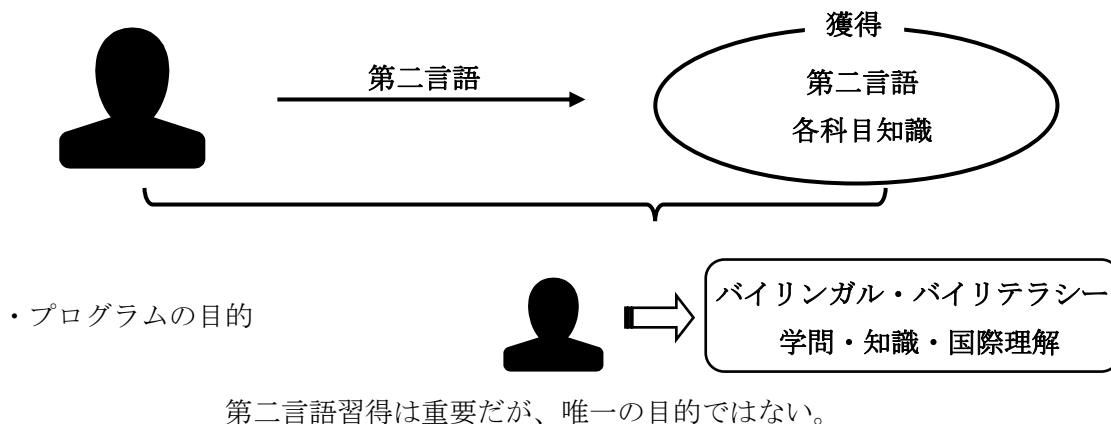 獲得
第二言語
第二言語
各科目知識
・プログラムの目的
バイリンガル・バイリテラシー
学問・知識・国際理解
第二言語習得は重要だが、唯一の目的ではない。